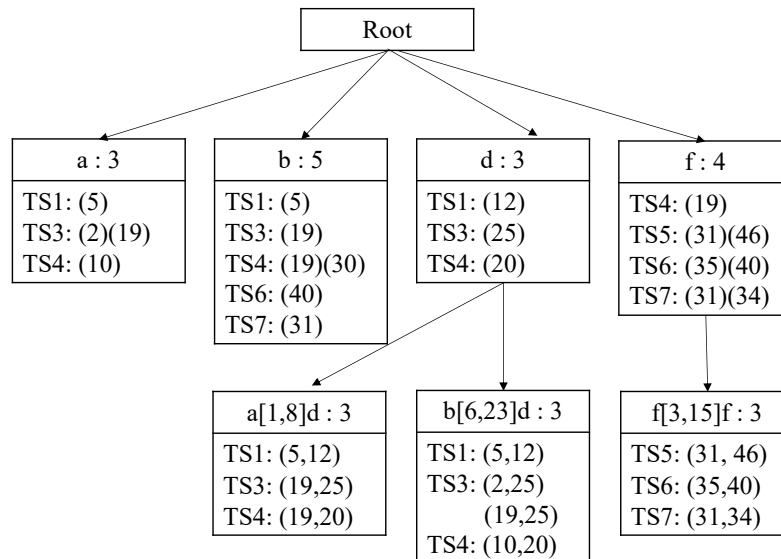 Root
a : 3
TS1: (5)
TS3: (2)(19)
TS4: (10)
b : 5
TS1: (5)
TS3: (19)
TS4: (19)(30)
TS6: (40)
TS7: (31)
d : 3
TS1: (12)
TS3: (25)
TS4: (20)
f : 4
TS4: (19)
TS5: (31)(46)
TS6: (35)(40)
TS7: (31)(34)
a[1,8]d : 3
TS1: (5,12)
TS3: (19,25)
TS4: (19,20)
b[6,23]d : 3
TS1: (5,12)
TS3: (2,25)
(19,25)
TS4: (10,20)
f[3,15]f : 3
TS5: (31, 46)
TS6: (35,40)
TS7: (31,34)